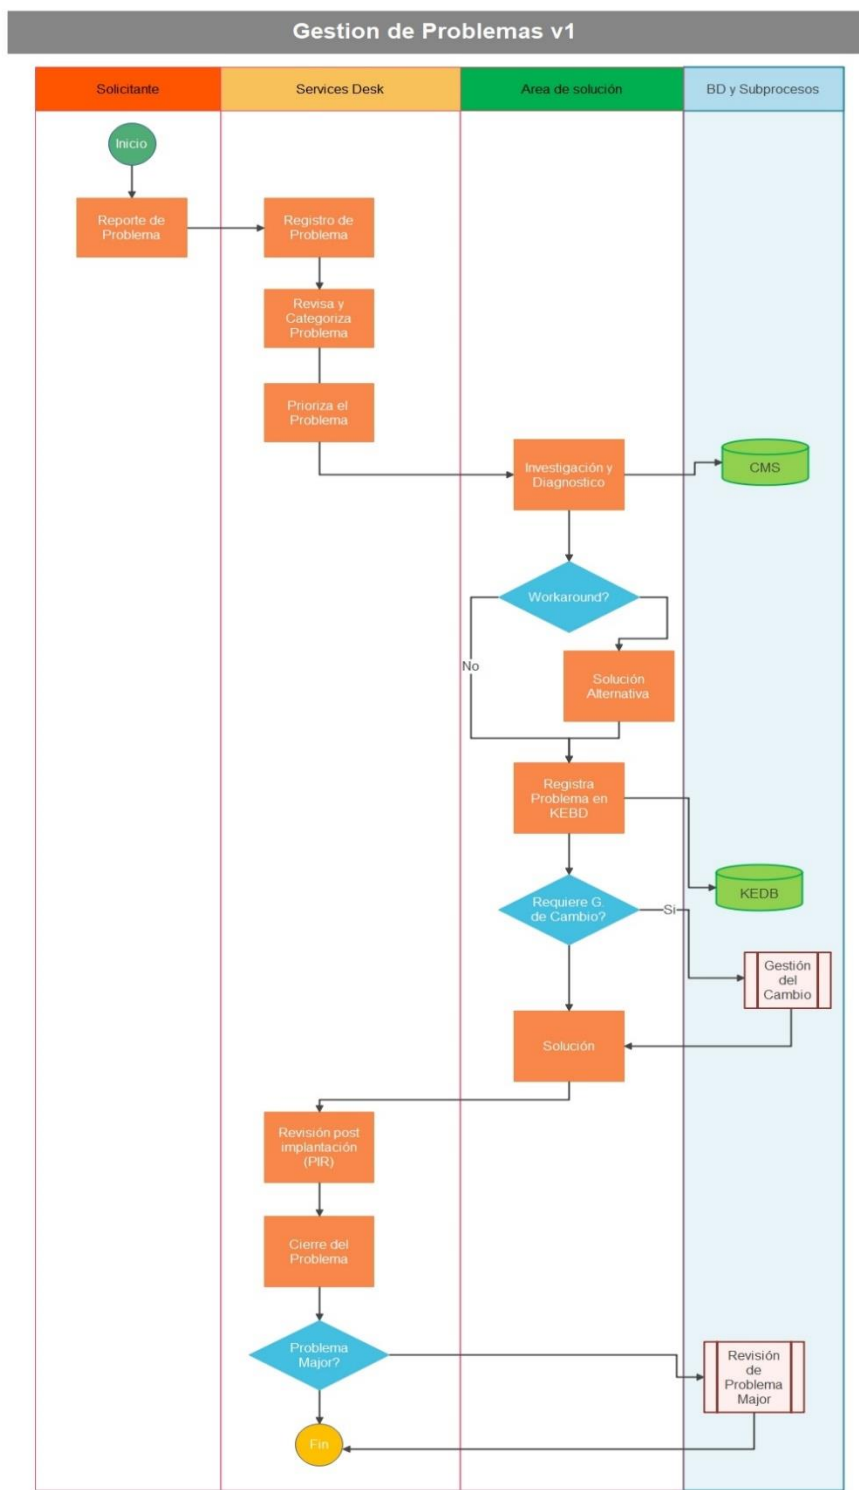 Gestion de Problemas v1
Solicitante
Services Desk
Area de solución
BD y Subprocesos
Inicio
Reporte de
Problema
Registro de
Problema
Revisa y
Categoriza
Problema
Prioriza el
Problema
Investigación y
Diagnostico
CMS
Workaround?
No
Solución
Alternativa
Registra
Problema en
KEBD
KEDB
Requiere G.
de Cambio?
Si
Gestión
del
Cambio
Solución
Revisión post
implantación
(PIR)
Cierre del
Problema
Problema
Major?
Revisión
de
Problema
Major
Fin